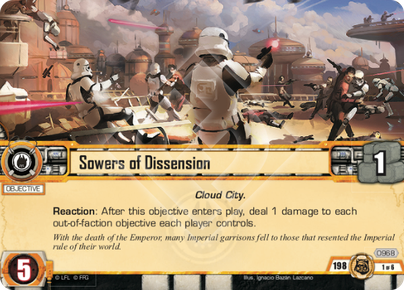 Sowers of Dissension
1
OBJECTIVE
Cloud City.
Reaction: After this objective enters play, deal 1 damage to each
out-of-faction objective each player controls.
With the death of the Emperor, many Imperial garrisons fell to those that resented the Imperial
rule of their world.
5
© LFL © FFG
Illus. Ignacio Bazán Lazcano
198
0968
1 of 6